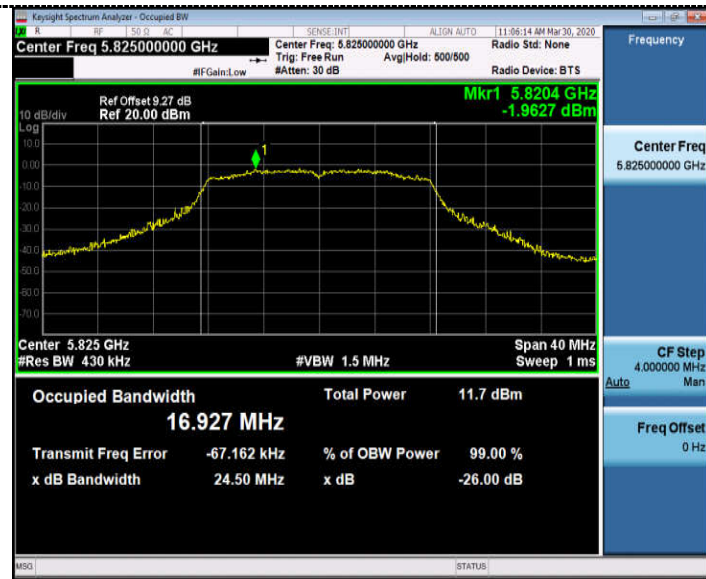 Keysight Spectrum Analyzer - Occupied BW
R RF 50 Ω AC SENSE:INT ALIGN AUTO 11:06:14 AM Mar 30, 2020
Center Freq 5.825000000 GHz
Center Freq: 5.825000000 GHz
Radio Std: None
Trig: Free Run
Avg|Hold: 500/500
#IFGain:Low
#Atten: 30 dB
Radio Device: BTS
Frequency
Ref Offset 9.27 dB
Mkr1 5.8204 GHz
10 dB/div
Ref 20.00 dBm
-1.9627 dBm
Log
1
10.0
0.00
-10.0
-20.0
-30.0
-40.0
-50.0
-60.0
-70.0
Center Freq
5.825000000 GHz
Center 5.825 GHz
Span 40 MHz
#Res BW 430 kHz
#VBW 1.5 MHz
Sweep 1 ms
CF Step
4.000000 MHz
Auto Man
Occupied Bandwidth
Total Power 11.7 dBm
16.927 MHz
Transmit Freq Error -67.162 kHz
% of OBW Power 99.00 %
x dB Bandwidth 24.50 MHz
x dB -26.00 dB
Freq Offset
0 Hz
MSG
STATUS